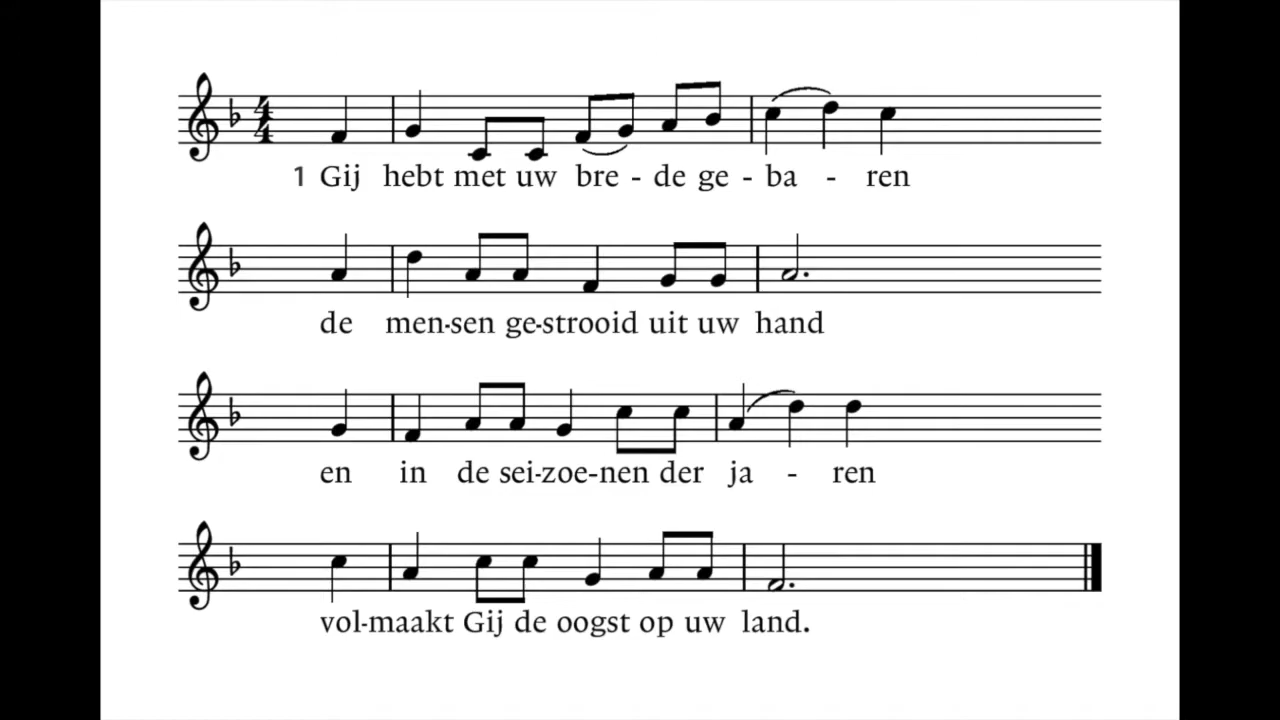 1 Gij hebt met uw bre - de ge - ba - ren
de men-sen ge-strooid uit uw hand
en in de sei-zoe-nen der ja - ren
vol-maakt Gij de oogst op uw land.